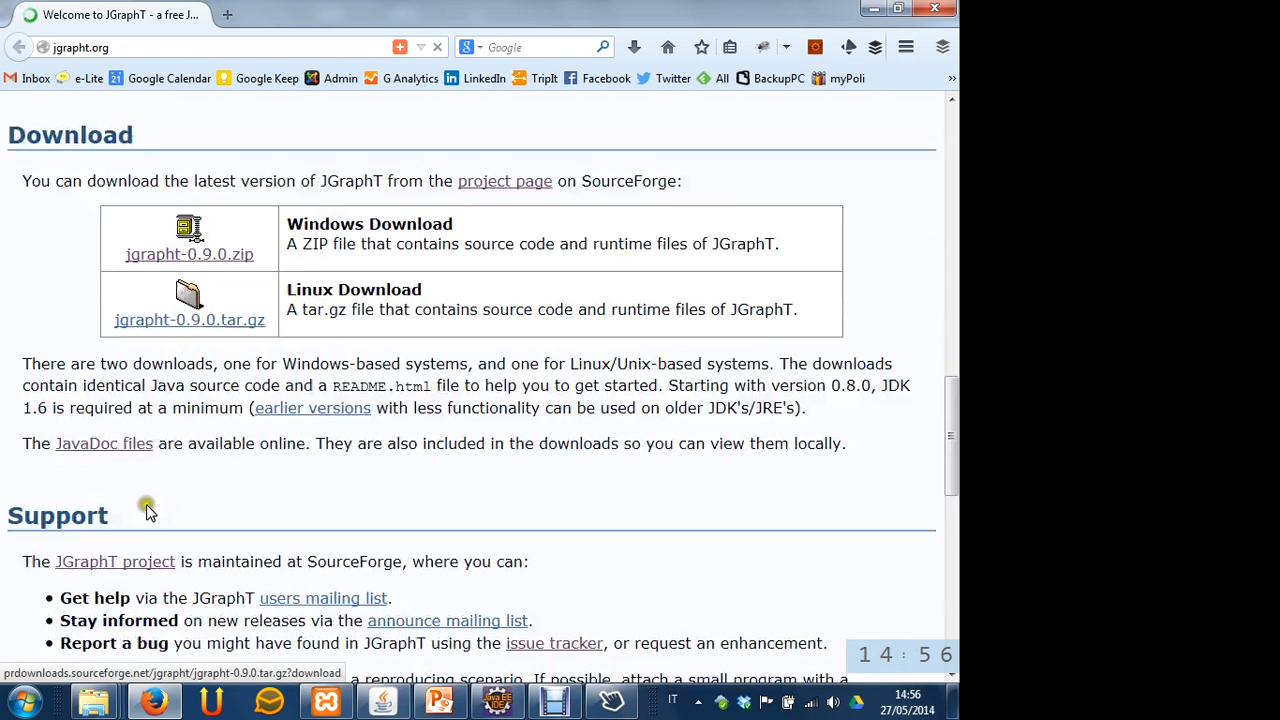 Welcome to JGraphT - a free J...
jgrapht.org
Google
Inbox e-Lite Google Calendar Google Keep Admin G Analytics LinkedIn TripIt Facebook Twitter All BackupPC myPoli »
Download
You can download the latest version of JGraphT from the project page on SourceForge:
jgrapht-0.9.0.zip
Windows Download
A ZIP file that contains source code and runtime files of JGraphT.
jgrapht-0.9.0.tar.gz
Linux Download
A tar.gz file that contains source code and runtime files of JGraphT.
There are two downloads, one for Windows-based systems, and one for Linux/Unix-based systems. The downloads
contain identical Java source code and a README.html file to help you to get started. Starting with version 0.8.0, JDK
1.6 is required at a minimum (earlier versions with less functionality can be used on older JDK's/JRE's).
The JavaDoc files are available online. They are also included in the downloads so you can view them locally.
Support
The JGraphT project is maintained at SourceForge, where you can:
• Get help via the JGraphT users mailing list.
• Stay informed on new releases via the announce mailing list.
• Report a bug you might have found in JGraphT using the issue tracker, or request an enhancement.
a reproducing scenario. If possible, attach a small program with a
14:56
prdownloads.sourceforge.net/jgrapht/jgrapht-0.9.0.tar.gz?download
Java EE
IDE
IT
14:56
27/05/2014